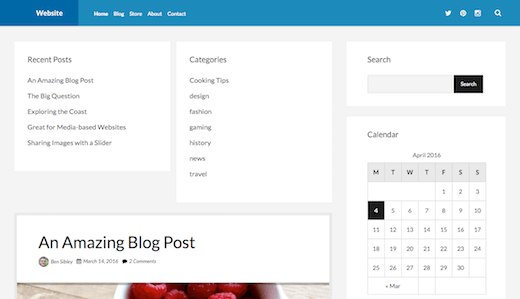 Website
Home Blog Store About Contact
Recent Posts
An Amazing Blog Post
The Big Question
Exploring the Coast
Great for Media-based Websites
Sharing Images with a Slider
Categories
Cooking Tips
design
fashion
gaming
history
news
travel
Search
Search
Calendar
April 2016
M T W T F S S
1 2 3
4 5 6 7 8 9 10
11 12 13 14 15 16 17
18 19 20 21 22 23 24
25 26 27 28 29 30
« Mar
An Amazing Blog Post
Ben Sibley March 14, 2016 2 Comments